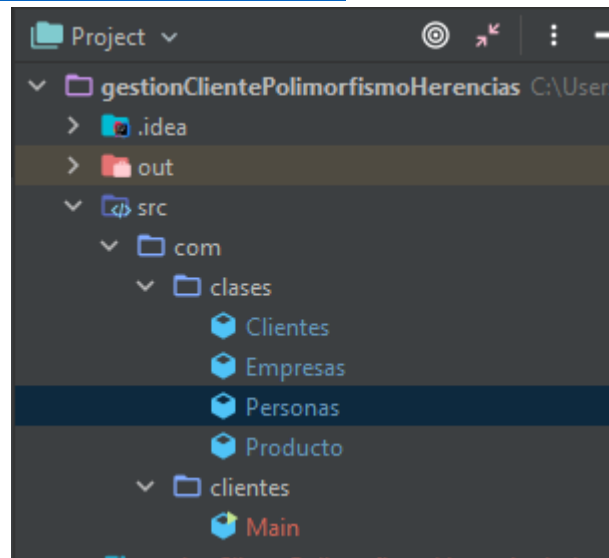 Project
gestionClientePolimorfismoHerencias C:\User
.idea
out
src
com
clases
Clientes
Empresas
Personas
Producto
clientes
Main